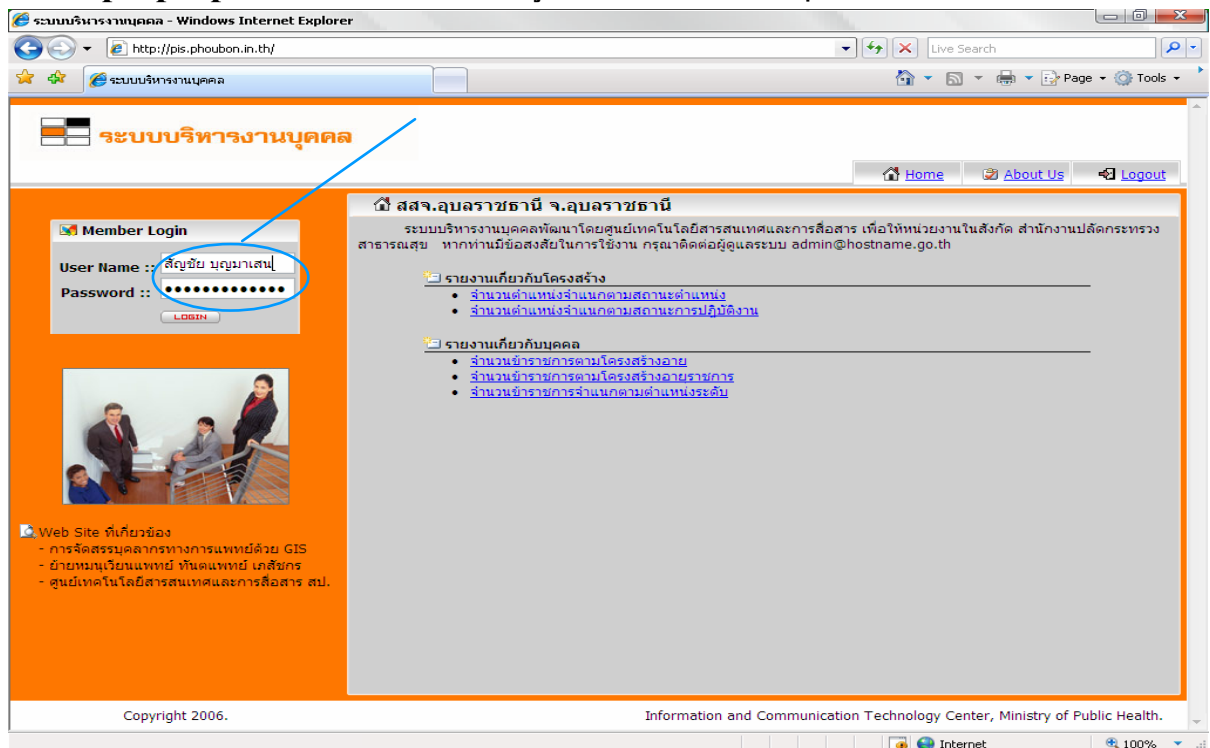 ระบบบริหารงานบุคคล - Windows Internet Explorer
http://pis.phoubon.in.th/
Live Search
ระบบบริหารงานบุคคล
Page
Tools
ระบบบริหารงานบุคคล
Home
About Us
Logout
Member Login
User Name ::
สัญชัย บุญมาเสน
Password ::
•••••••••••••
LOGIN
สสจ.อุบลราชธานี จ.อุบลราชธานี
ระบบบริหารงานบุคคลพัฒนาโดยศูนย์เทคโนโลยีสารสนเทศและการสื่อสาร เพื่อให้หน่วยงานในสังกัด สำนักงานปลัดกระทรวง
สาธารณสุข หากท่านมีข้อสงสัยในการใช้งาน กรุณาติดต่อผู้ดูแลระบบ admin@hostname.go.th
รายงานเกี่ยวกับโครงสร้าง
• จำนวนตำแหน่งจำแนกตามสถานะตำแหน่ง
• จำนวนตำแหน่งจำแนกตามสถานะการปฏิบัติงาน
รายงานเกี่ยวกับบุคคล
• จำนวนข้าราชการตามโครงสร้างอายุ
• จำนวนข้าราชการตามโครงสร้างอายุราชการ
• จำนวนข้าราชการจำแนกตามตำแหน่งระดับ
Web Site ที่เกี่ยวข้อง
- การจัดสรรบุคลากรทางการแพทย์ด้วย GIS
- ย้ายหมุนเวียนแพทย์ ทันตแพทย์ เภสัชกร
- ศูนย์เทคโนโลยีสารสนเทศและการสื่อสาร สป.
Copyright 2006.
Information and Communication Technology Center, Ministry of Public Health.
Internet
100%